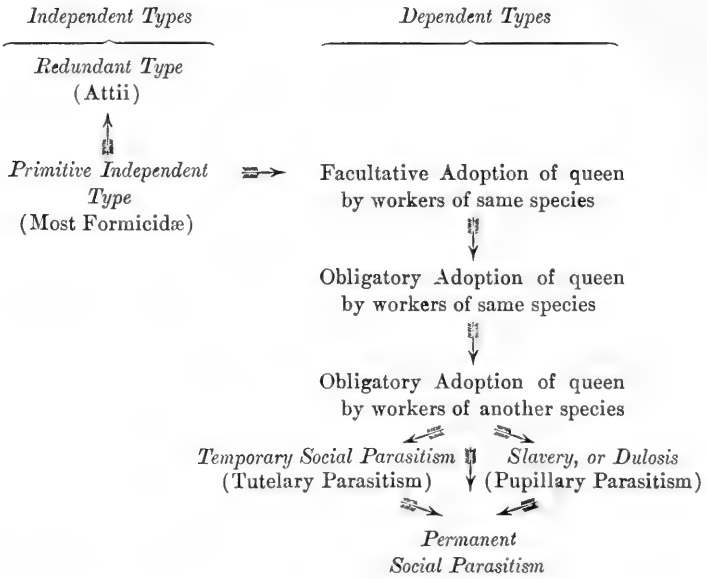 Independent Types
Dependent Types
Redundant Type
(Attii)
Primitive Independent
Type
(Most Formicidæ)
Facultative Adoption of queen
by workers of same species
Obligatory Adoption of queen
by workers of same species
Obligatory Adoption of queen
by workers of another species
Temporary Social Parasitism
(Tutelary Parasitism)
Slavery, or Dulosis
(Pupillary Parasitism)
Permanent
Social Parasitism